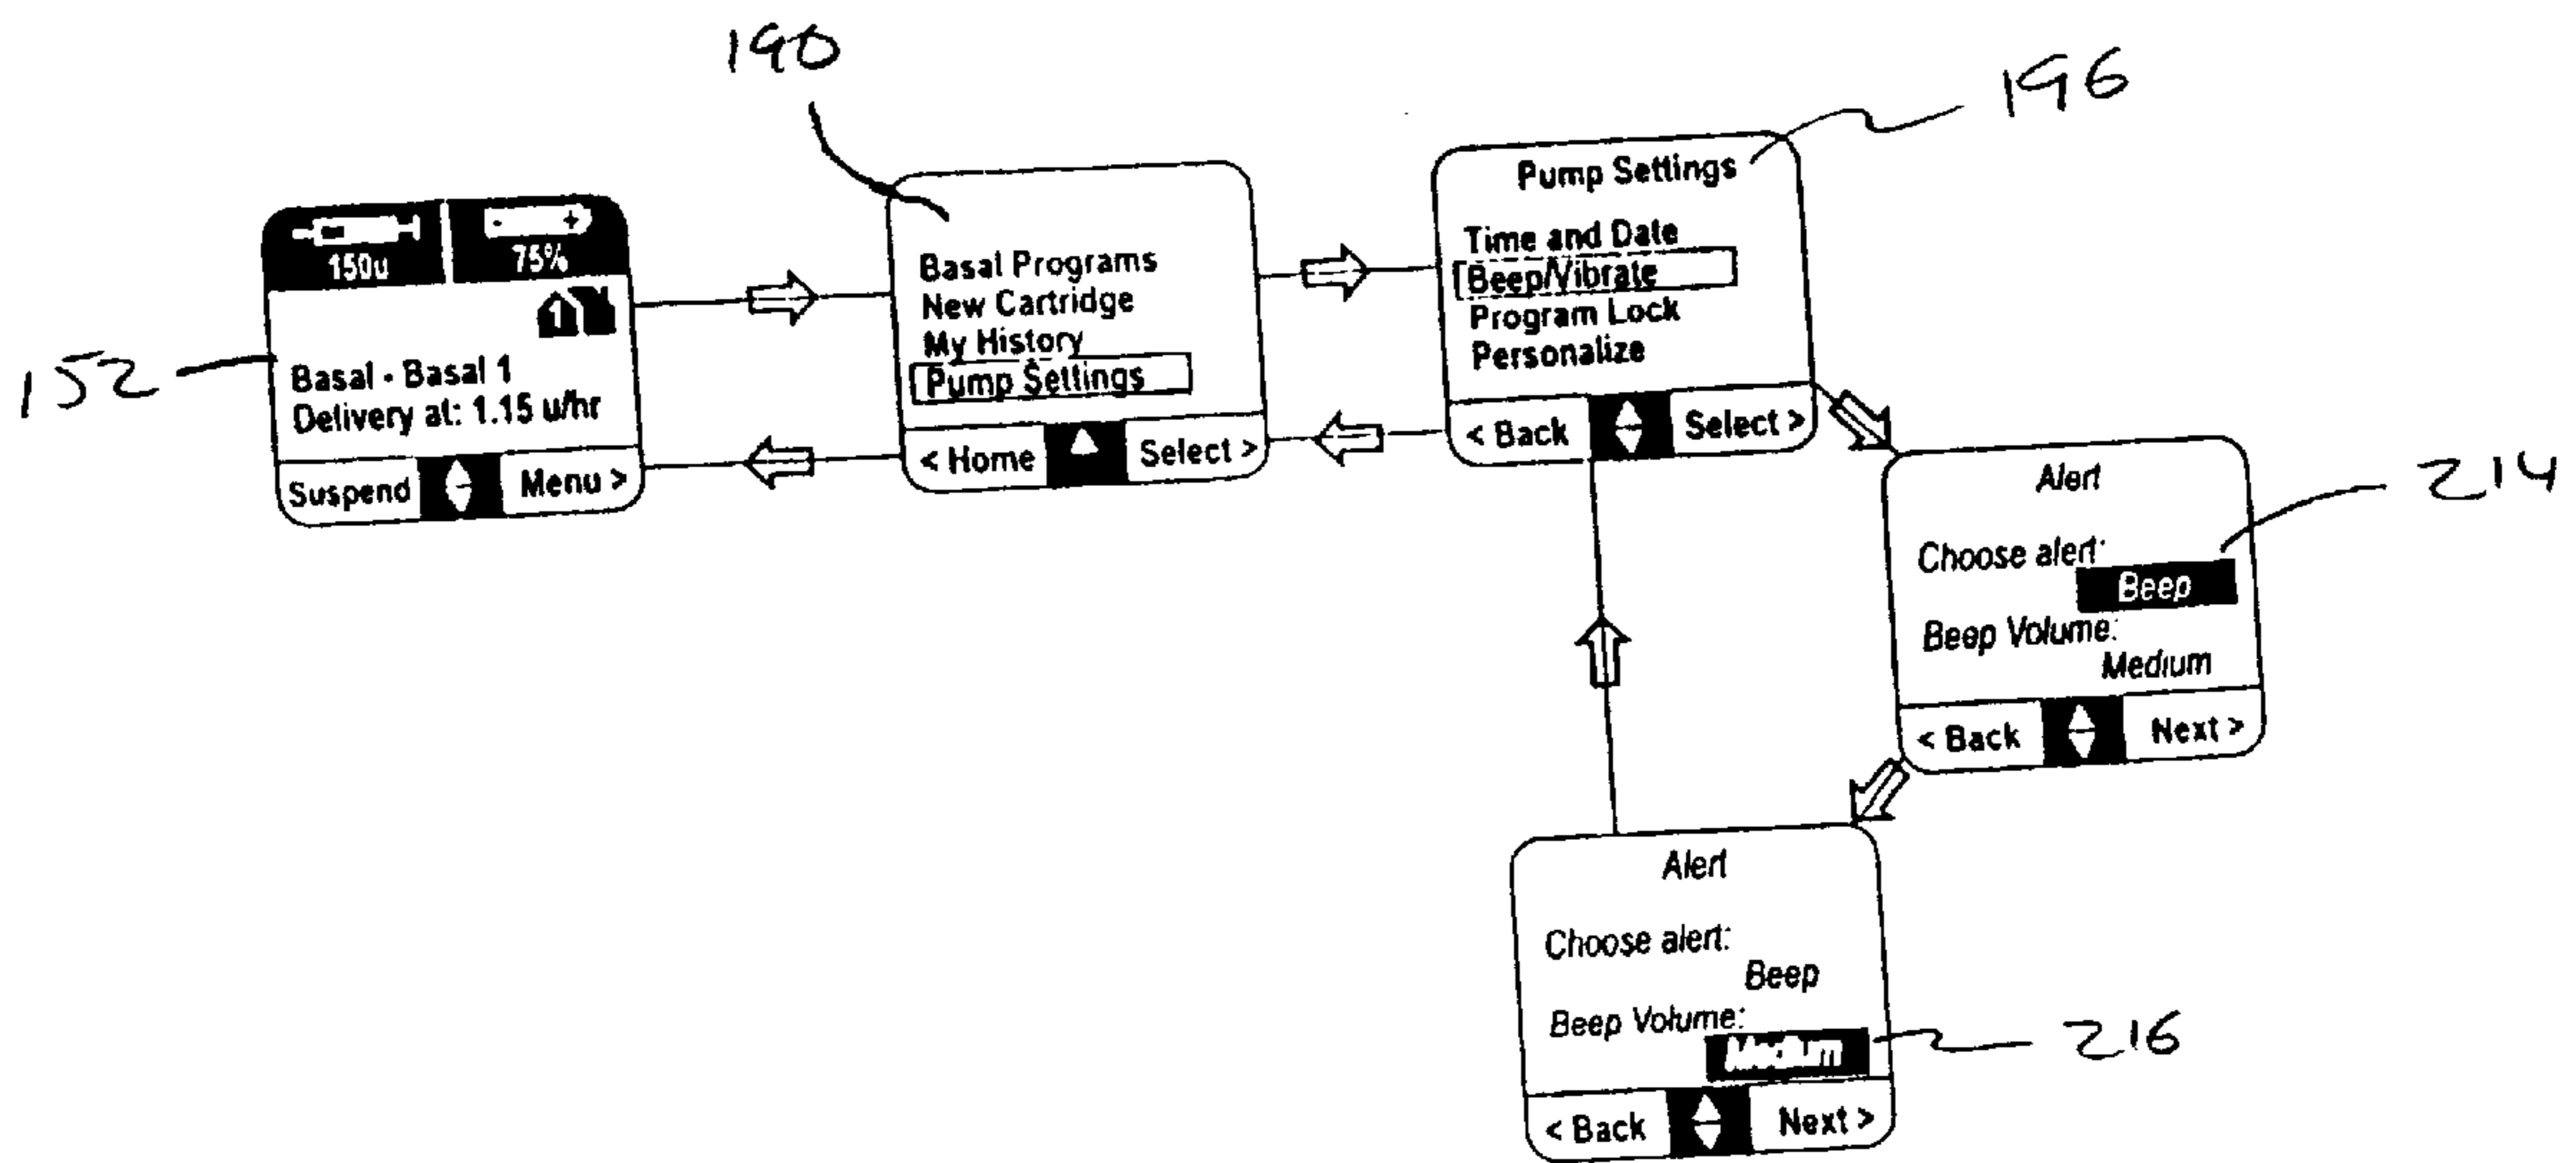 190
196
152
150u
75%
1
Basal - Basal 1
Delivery at: 1.15 u/hr
Suspend
Menu >
Basal Programs
New Cartridge
My History
Pump Settings
< Home
Select >
Pump Settings
Time and Date
Beep/Vibrate
Program Lock
Personalize
< Back
Select >
214
Alert
Choose alert:
Beep
Beep Volume:
Medium
< Back
Next >
Alert
Choose alert:
Beep
Beep Volume:
Medium
216
< Back
Next >